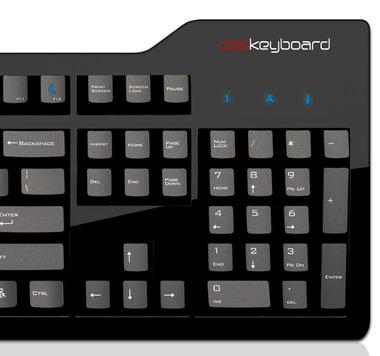 daskeyboard
F11 F12 PRINT SCREEN SCREEN LOCK PAUSE
1 A
← BACKSPACE INSERT HOME PAGE UP NUM LOCK / * -
| \ DEL END PAGE DOWN 7 HOME 8 ↑ 9 PG UP +
ENTER 4 ← 5 6 →
FT ↑ 1 END 2 ↓ 3 PG DN ENTER
CTRL ← ↓ → 0 INS . DEL